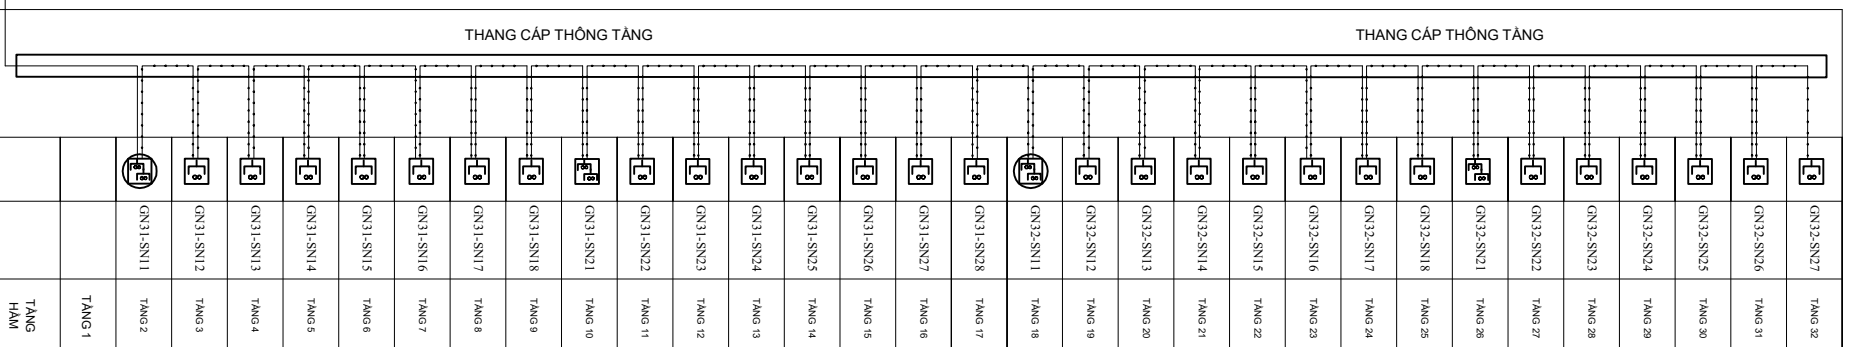 THANG CÁP THÔNG TẦNG
THANG CÁP THÔNG TẦNG
GN31-SN11
GN31-SN12
GN31-SN13
GN31-SN14
GN31-SN15
GN31-SN16
GN31-SN17
GN31-SN18
GN31-SN21
GN31-SN22
GN31-SN23
GN31-SN24
GN31-SN25
GN31-SN26
GN31-SN27
GN31-SN28
GN32-SN11
GN32-SN12
GN32-SN13
GN32-SN14
GN32-SN15
GN32-SN16
GN32-SN17
GN32-SN18
GN32-SN21
GN32-SN22
GN32-SN23
GN32-SN24
GN32-SN25
GN32-SN26
GN32-SN27
TẦNG
HẦM
TẦNG 1
TẦNG 2
TẦNG 3
TẦNG 4
TẦNG 5
TẦNG 6
TẦNG 7
TẦNG 8
TẦNG 9
TẦNG 10
TẦNG 11
TẦNG 12
TẦNG 13
TẦNG 14
TẦNG 15
TẦNG 16
TẦNG 17
TẦNG 18
TẦNG 19
TẦNG 20
TẦNG 21
TẦNG 22
TẦNG 23
TẦNG 24
TẦNG 25
TẦNG 26
TẦNG 27
TẦNG 28
TẦNG 29
TẦNG 30
TẦNG 31
TẦNG 32